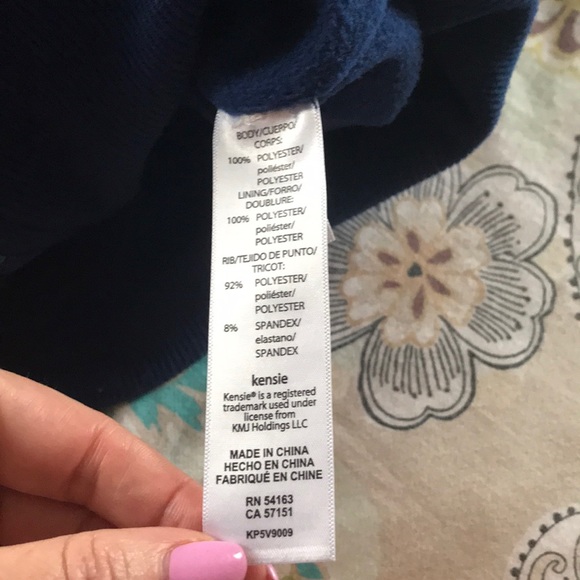 BODY/CUERPO/
CORPS:
100% POLYESTER/
poliéster/
POLYESTER
LINING/FORRO/
DOUBLURE:
100% POLYESTER/
poliéster/
POLYESTER
RIB/TEJIDO DE PUNTO/
TRICOT:
92% POLYESTER/
poliéster/
POLYESTER
8% SPANDEX/
elastano/
SPANDEX
kensie
Kensie® is a registered
trademark used under
license from
KMJ Holdings LLC
MADE IN CHINA
HECHO EN CHINA
FABRIQUÉ EN CHINE
RN 54163
CA 57151
KP5V9009